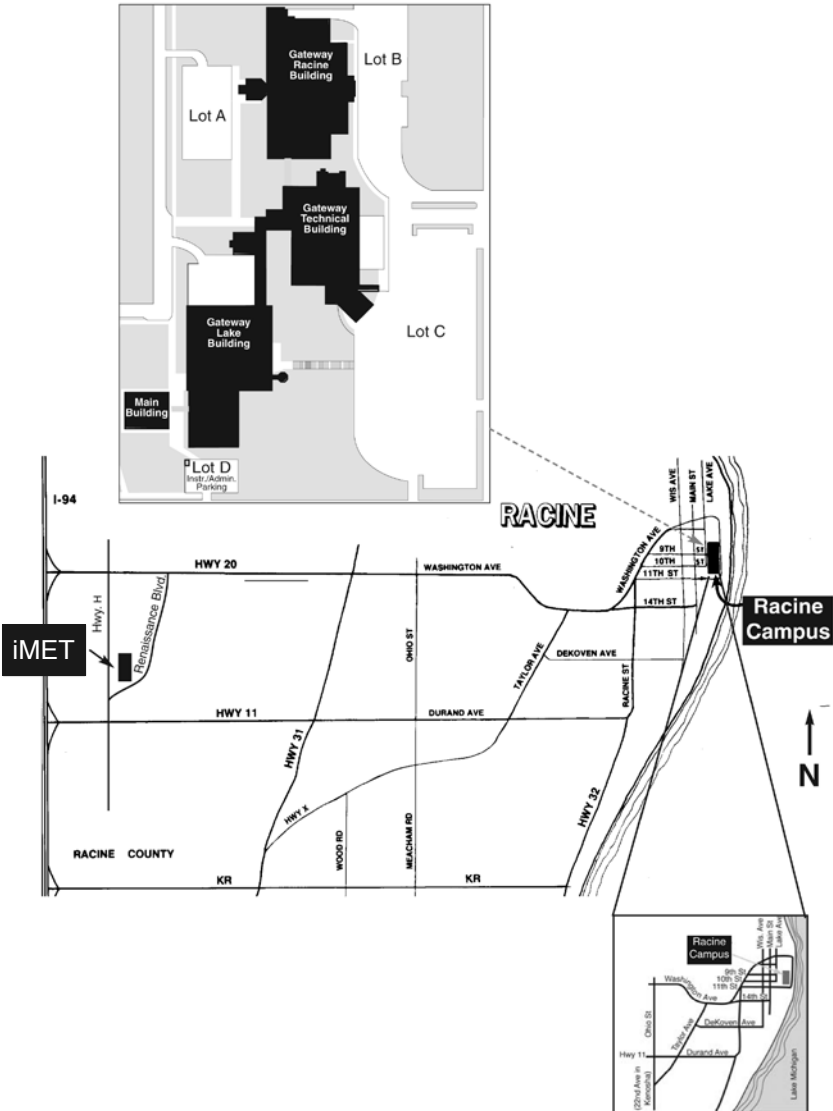 Gateway
Racine
Building
Lot B
Lot A
Gateway
Technical
Building
Gateway
Lake
Building
Lot C
Main
Building
Lot D
Instr./Admin.
Parking
I-94
RACINE
WIS AVE
MAIN ST
LAKE AVE
WASHINGTON AVE
9TH ST
10TH ST
11TH ST
14TH ST
HWY 20
WASHINGTON AVE
Racine
Campus
Hwy. H
Renaissance Blvd.
iMET
OHIO ST
TAYLOR AVE
DEKOVEN AVE
RACINE ST
HWY 11
DURAND AVE
HWY 31
N
HWY X
HWY 32
WOOD RD
MEACHAM RD
RACINE COUNTY
KR
KR
Racine
Campus
Wis. Ave
Main St
Lake Ave
9th St
10th St
11th St
Washington Ave
14th St
Ohio St
Taylor Ave
DeKoven Ave
Hwy 11
Durand Ave
(22nd Ave in
Kenosha)
Lake Michigan